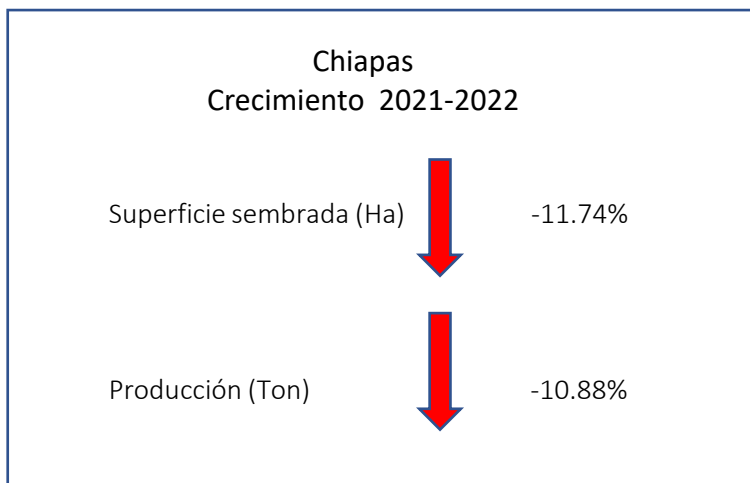 Chiapas
Crecimiento 2021-2022
Superficie sembrada (Ha) -11.74%
Producción (Ton) -10.88%